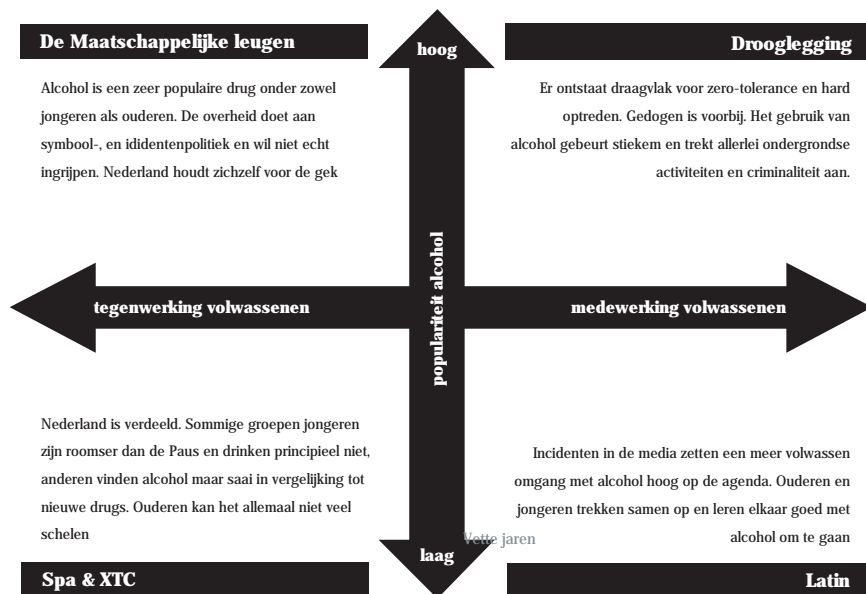 De Maatschappelijke leugen
Alcohol is een zeer populaire drug onder zowel
jongeren als ouderen. De overheid doet aan
symbool-, en ididentenpolitiek en wil niet echt
ingrijpen. Nederland houdt zichzelf voor de gek
hoog
Drooglegging
Er ontstaat draagvlak voor zero-tolerance en hard
optreden. Gedogen is voorbij. Het gebruik van
alcohol gebeurt stiekem en trekt allerlei ondergrondse
activiteiten en criminaliteit aan.
tegenwerking volwassenen
populariteit alcohol
medewerking volwassenen
Nederland is verdeeld. Sommige groepen jongeren
zijn roomser dan de Paus en drinken principieel niet,
anderen vinden alcohol maar saai in vergelijking tot
nieuwe drugs. Ouderen kan het allemaal niet veel
schelen
Spa & XTC
laag
Vette jaren
Incidenten in de media zetten een meer volwassen
omgang met alcohol hoog op de agenda. Ouderen en
jongeren trekken samen op en leren elkaar goed met
alcohol om te gaan
Latin